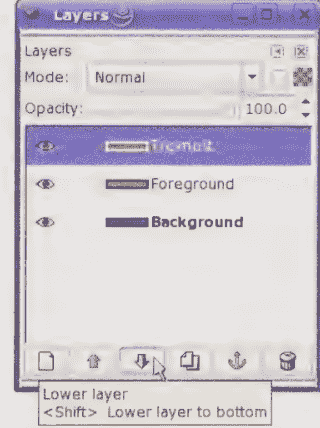 Layers
Layers
Mode: Normal
Opacity: 100.0
Foreground
Background
Lower layer
<Shift> Lower layer to bottom